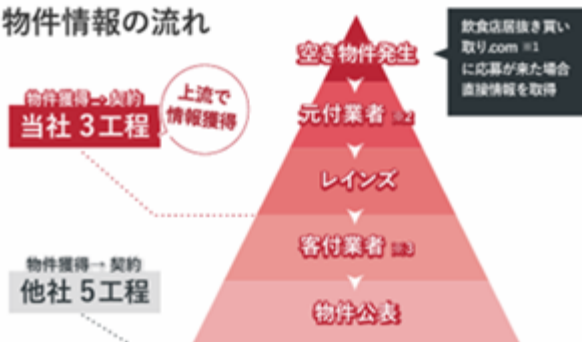 物件情報の流れ
飲食店居抜き買い
取り.com ※1
に応募が来た場合
直接情報を取得
空き物件発生
上流で
情報獲得
物件獲得→契約
当社 3工程
元付業者 ※2
レインズ
客付業者 ※3
物件獲得→契約
他社 5工程
物件公表